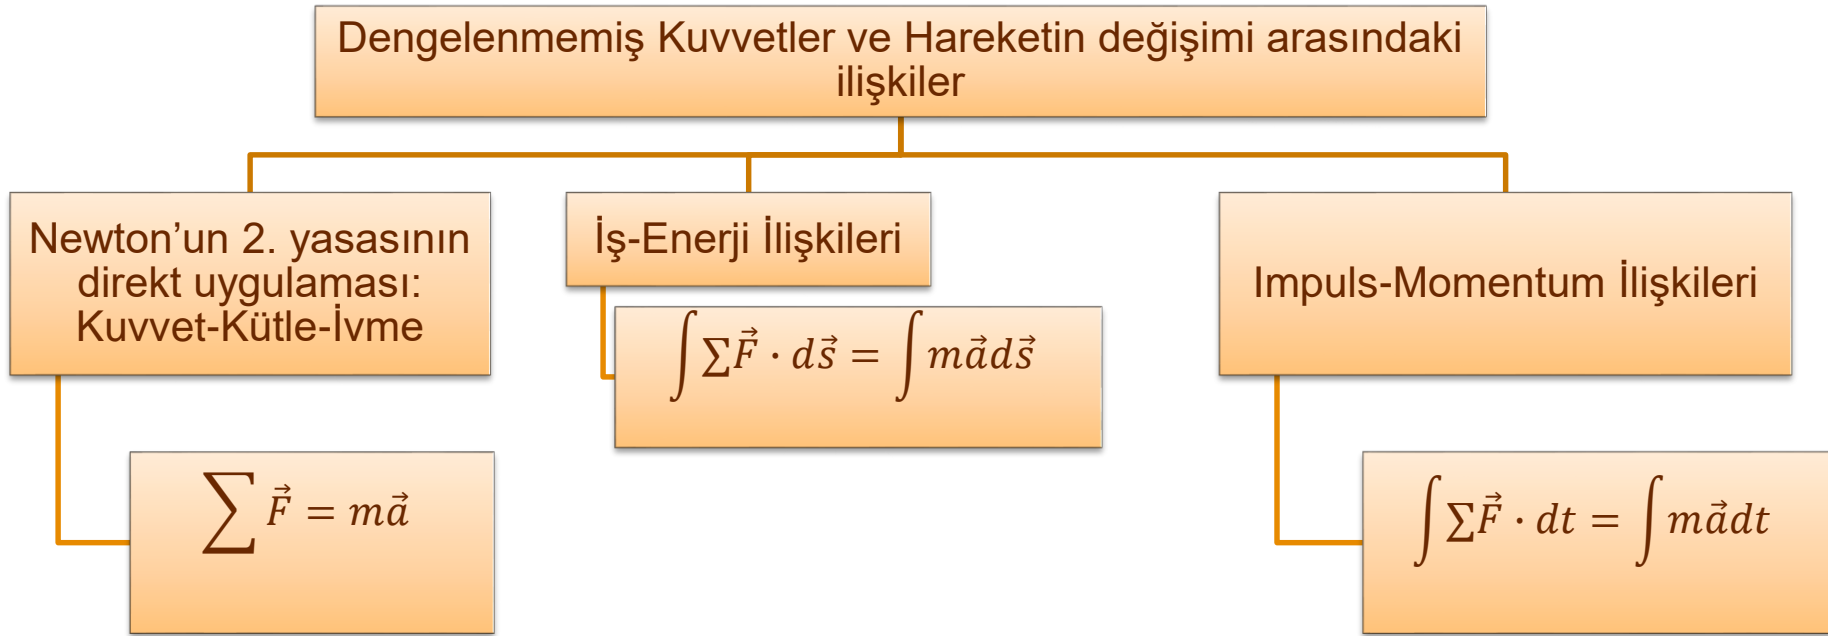 Dengelenmemiş Kuvvetler ve Hareketin değişimi arasındaki
ilişkiler
Newton’un 2. yasasının
direkt uygulaması:
Kuvvet-Kütle-İvme
∑ F⃗ = ma⃗
İş-Enerji İlişkileri
∫ ∑F⃗ · ds⃗ = ∫ ma⃗ds⃗
Impuls-Momentum İlişkileri
∫ ∑F⃗ · dt = ∫ ma⃗dt